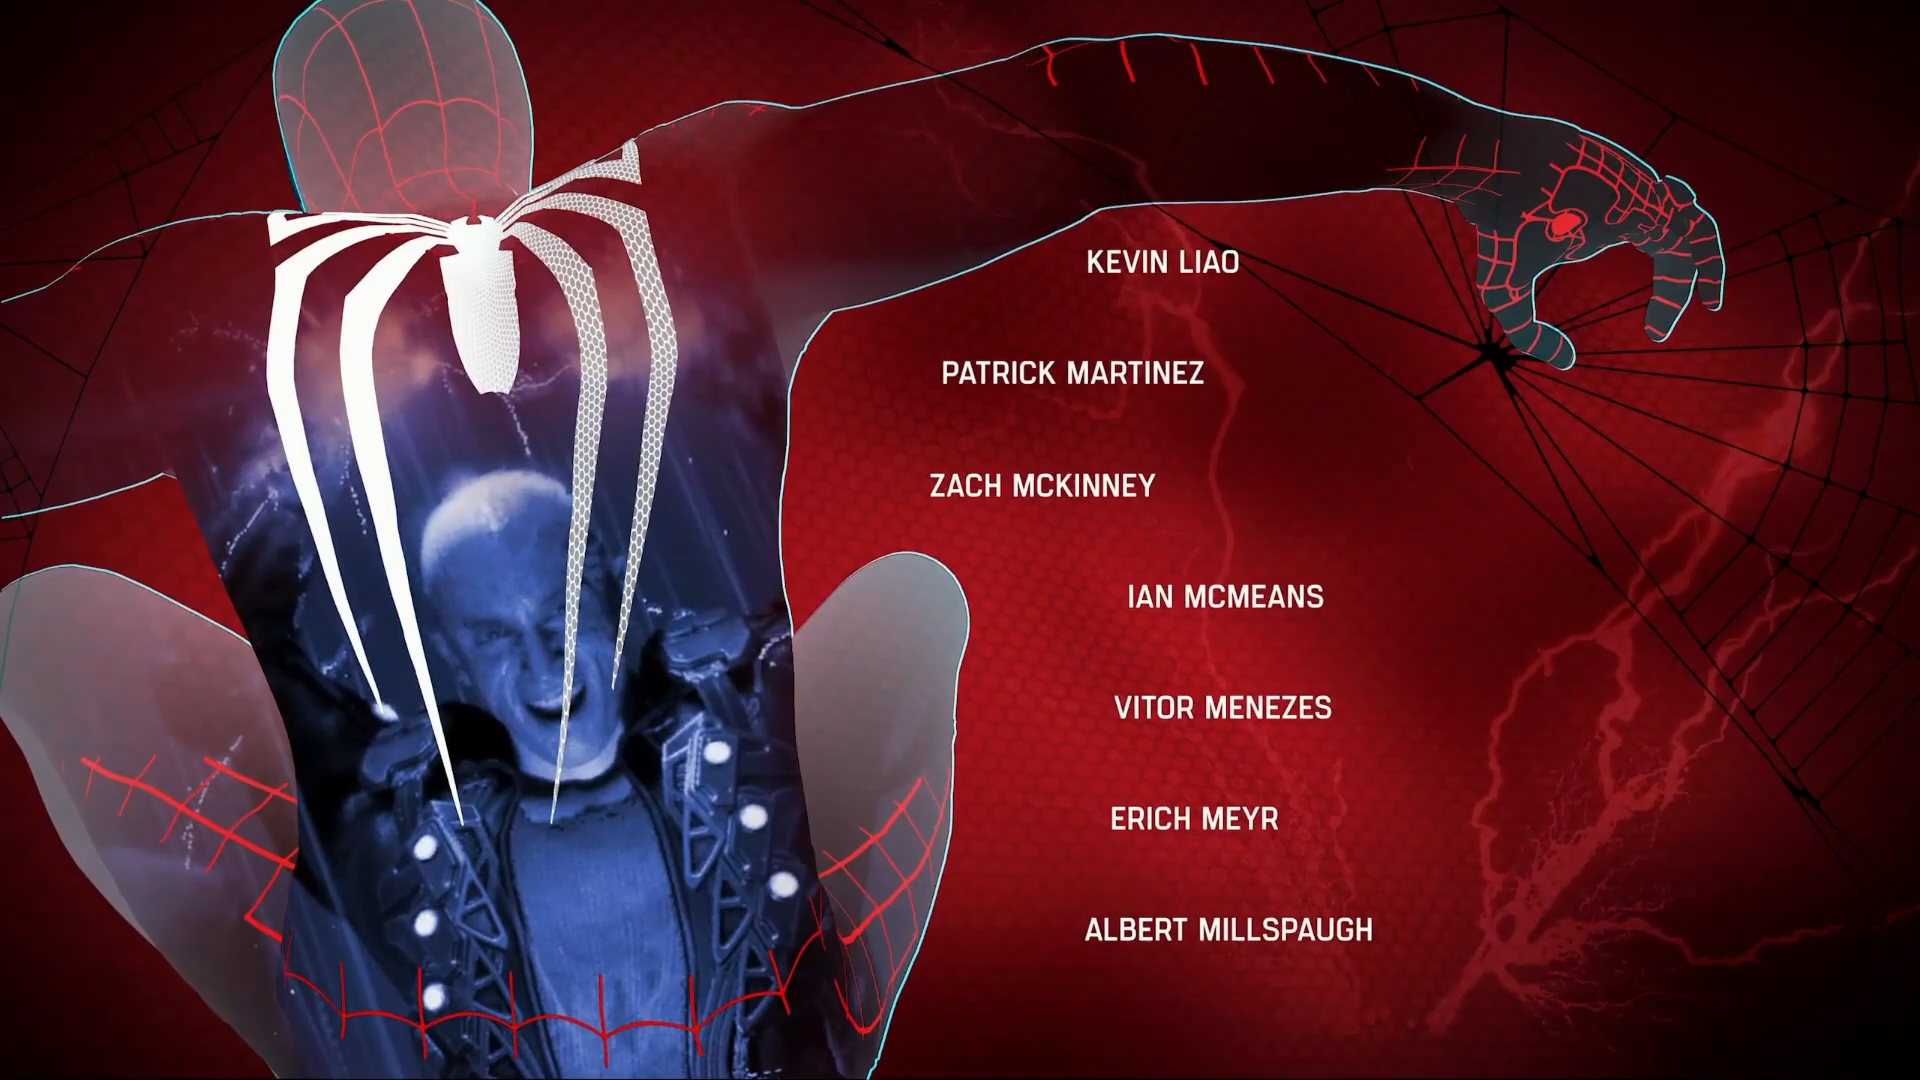 KEVIN LIAO
PATRICK MARTINEZ
ZACH MCKINNEY
IAN MCMEANS
VITOR MENEZES
ERICH MEYR
ALBERT MILLSPAUGH